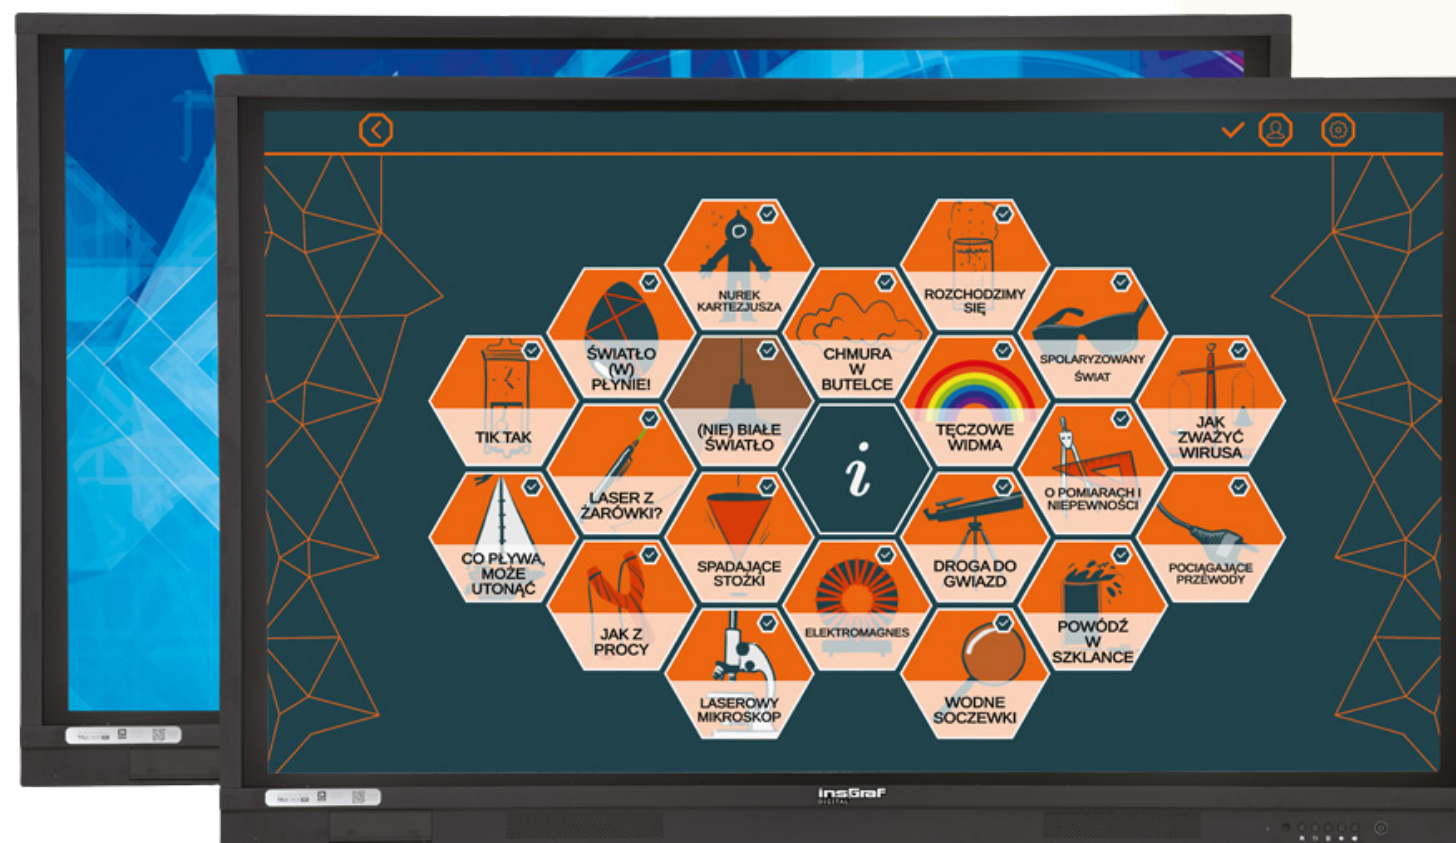 NUREK
KARTEZJUSZA
ROZCHODZIMY
SIĘ
ŚWIATŁO
(W)
PŁYNIE!
CHMURA
W
BUTELCE
SPOLARYZOWANY
ŚWIAT
TIK TAK
(NIE) BIAŁE
ŚWIATŁO
TĘCZOWE
WIDMA
JAK
ZWAŻYĆ
WIRUSA
LASER Z
ŻARÓWKI?
i
O POMIARACH I
NIEPEWNOŚCI
CO PŁYWA,
MOŻE
UTONĄĆ
SPADAJĄCE
STOŻKI
DROGA DO
GWIAZD
POCIĄGAJĄCE
PRZEWODY
JAK Z
PROCY
ELEKTROMAGNES
POWÓDŹ
W
SZKLANCE
LASEROWY
MIKROSKOP
WODNE
SOCZEWKI
insGraf
DIGITAL